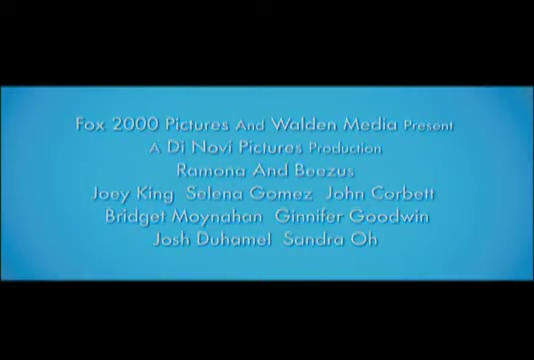 Fox 2000 Pictures And Walden Media Present
A Di Novi Pictures Production
Ramona And Beezus
Joey King Selena Gomez John Corbett
Bridget Moynahan Ginnifer Goodwin
Josh Duhamel Sandra Oh